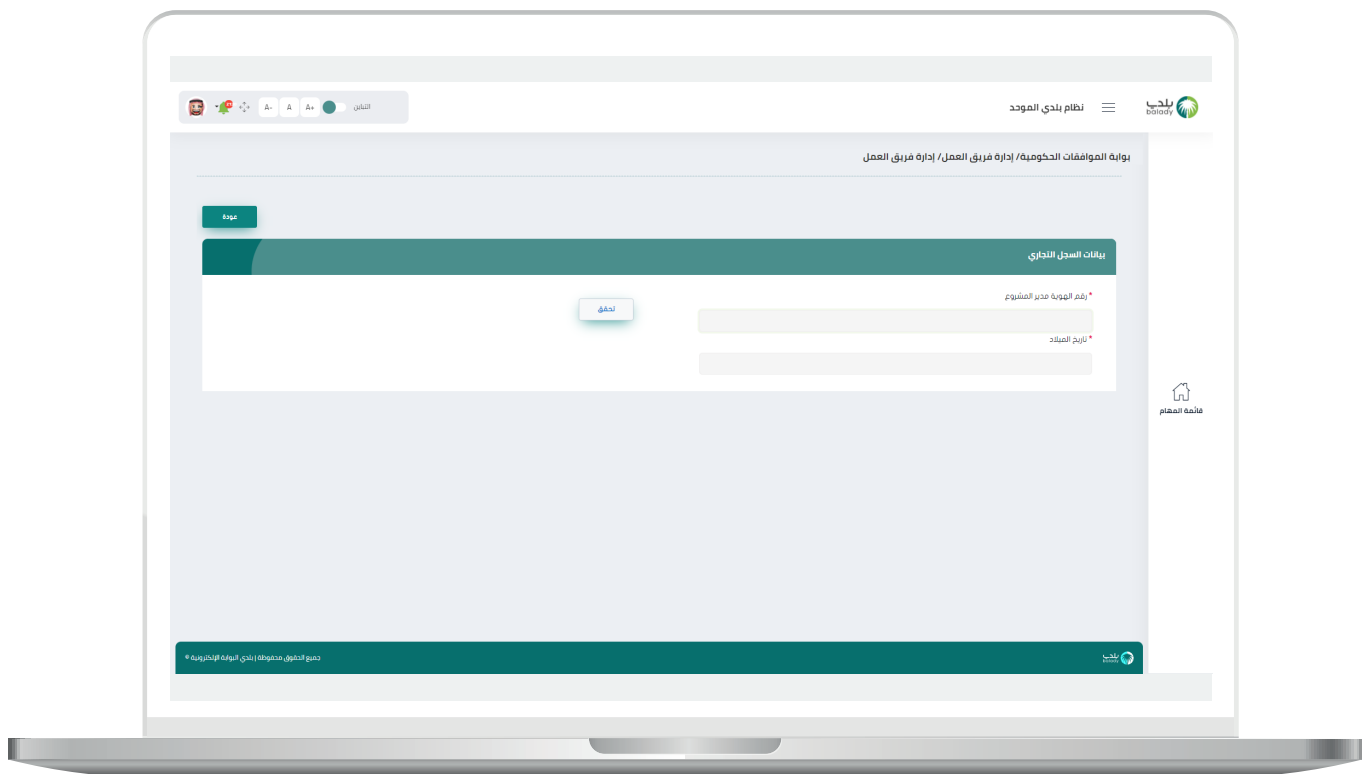 بلدي
balady
نظام بلدي الموحد
التباين
A+
A
A-
بوابة الموافقات الحكومية/ إدارة فريق العمل/ إدارة فريق العمل
عودة
بيانات السجل التجاري
* رقم الهوية مدير المشروع
تحقق
* تاريخ الميلاد
قائمة المهام
بلدي
balady
جميع الحقوق محفوظة | بلدي البوابة الإلكترونية ©